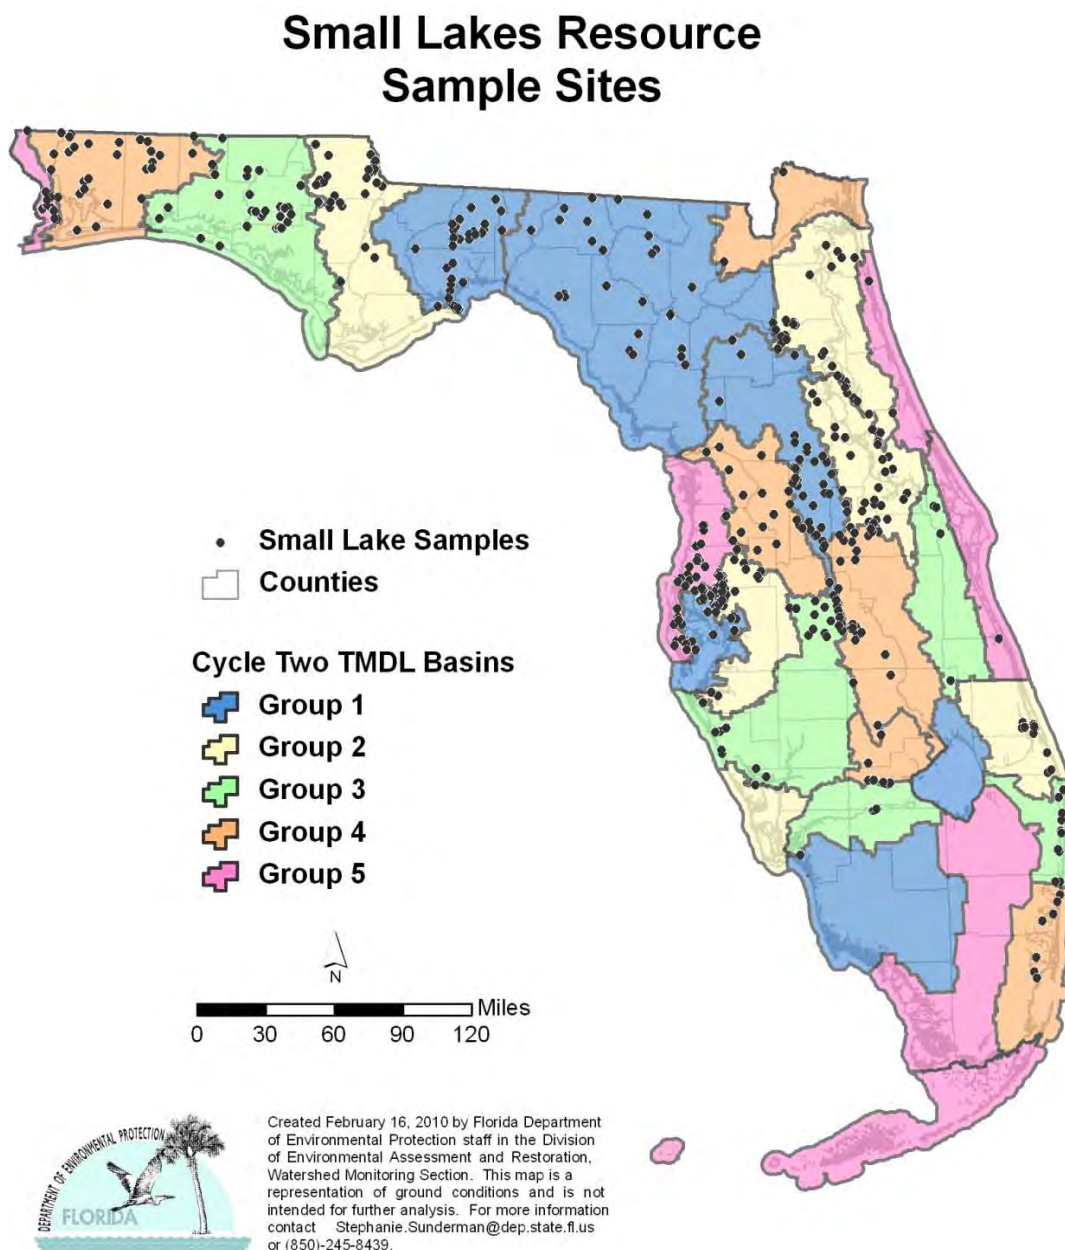 Small Lakes Resource
Sample Sites
Small Lake Samples
Counties
Cycle Two TMDL Basins
Group 1
Group 2
Group 3
Group 4
Group 5
N
Miles
0 30 60 90 120
DEPARTMENT OF ENVIRONMENTAL PROTECTION
FLORIDA
Created February 16, 2010 by Florida Department
of Environmental Protection staff in the Division
of Environmental Assessment and Restoration,
Watershed Monitoring Section. This map is a
representation of ground conditions and is not
intended for further analysis. For more information
contact Stephanie.Sunderman@dep.state.fl.us
or (850)-245-8439.